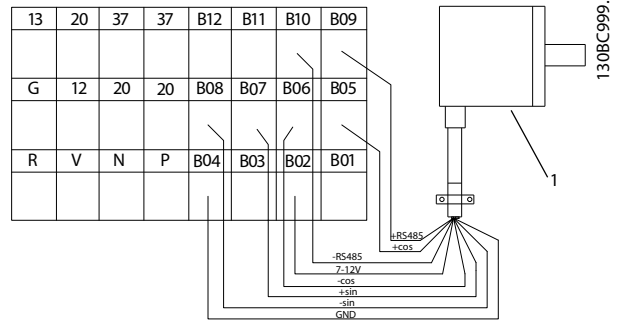 13 20 37 37 B12 B11 B10 B09
G 12 20 20 B08 B07 B06 B05
R V N P B04 B03 B02 B01
130BC999.
1
+RS485
+cos
-RS485
7-12V
-cos
+sin
-sin
GND